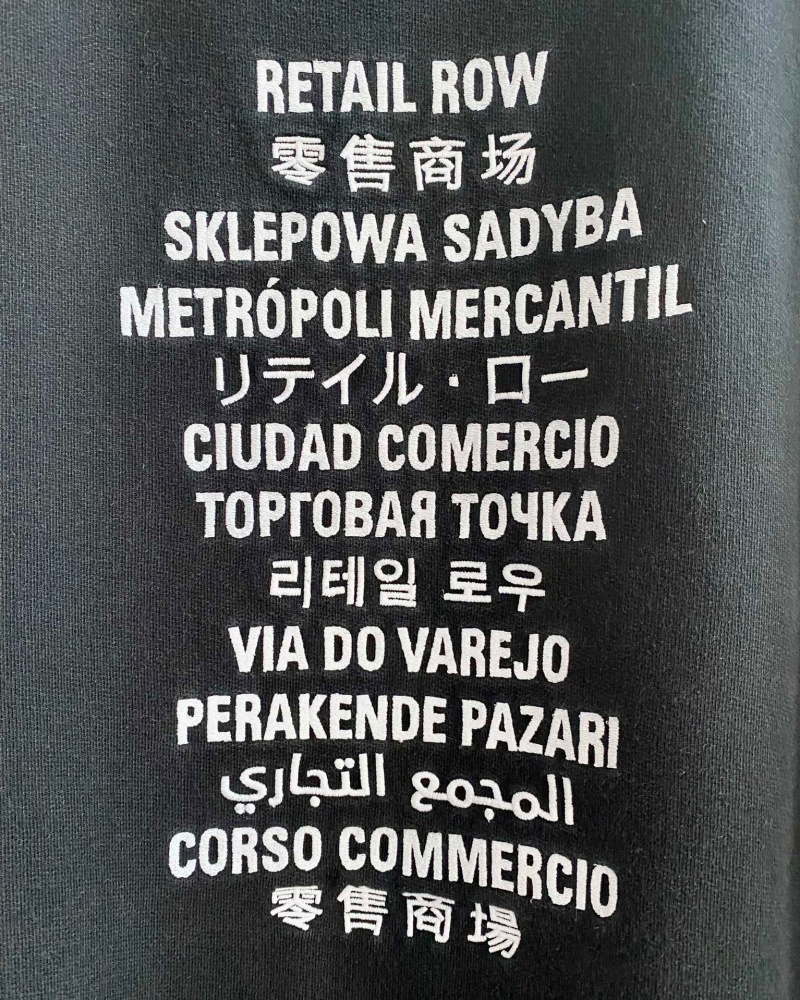 RETAIL ROW
零售商场
SKLEPOWA SADYBA
METRÓPOLI MERCANTIL
リテイル・ロー
CIUDAD COMERCIO
ТОРГОВАЯ ТОЧКА
리테일 로우
VIA DO VAREJO
PERAKENDE PAZARI
المجمع التجاري
CORSO COMMERCIO
零售商場